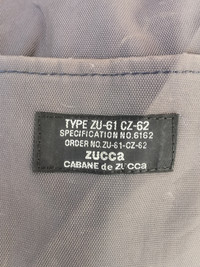 TYPE ZU-61 CZ-62
SPECIFICATION NO.6162
ORDER NO.ZU-61-CZ-62
zucca
CABANE de ZUCCa